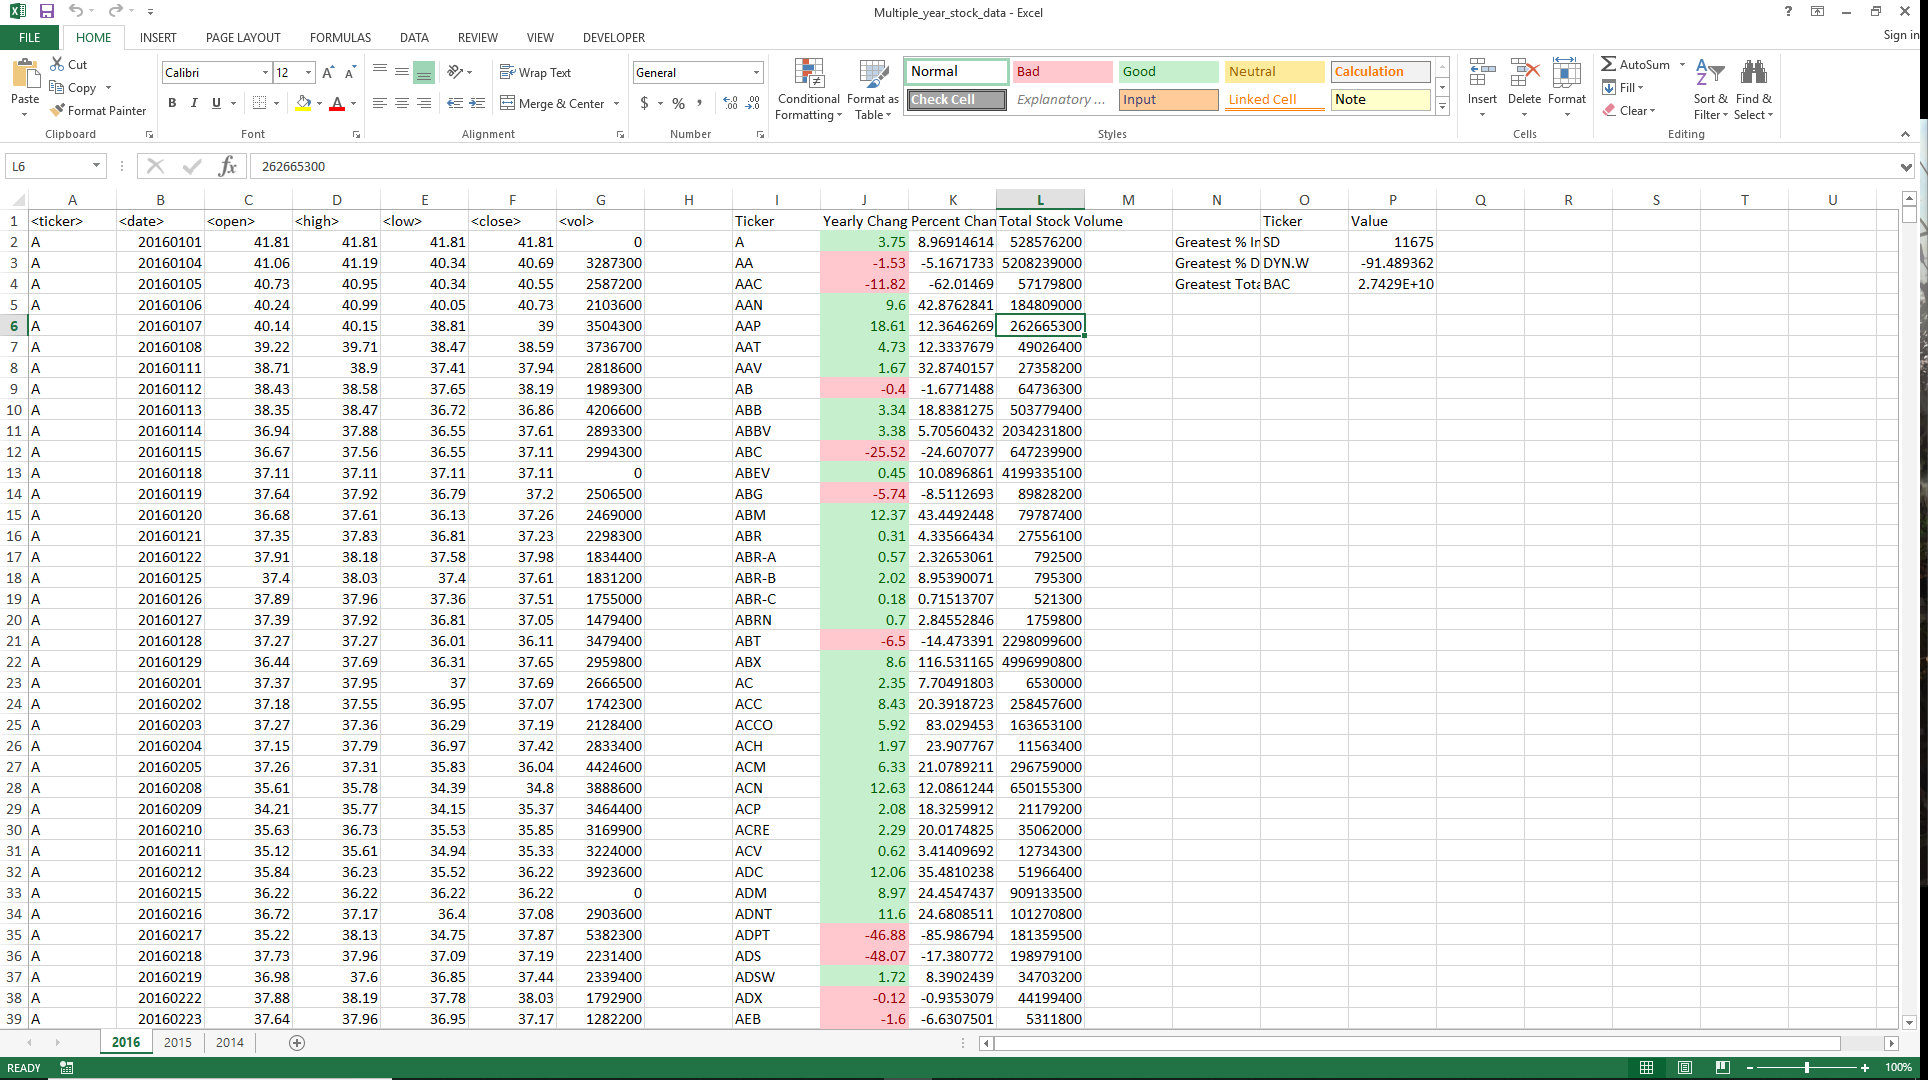 Multiple_year_stock_data - Excel
FILE HOME INSERT PAGE LAYOUT FORMULAS DATA REVIEW VIEW DEVELOPER Sign in
Paste Cut Copy Format Painter Clipboard
Calibri 12 B I U Font
Wrap Text Merge & Center Alignment
General $ % , Number
Conditional Formatting Format as Table
Normal Bad Good Neutral Calculation
Check Cell Explanatory ... Input Linked Cell Note
Styles
Insert Delete Format Cells
AutoSum Fill Clear Sort & Filter Find & Select Editing
L6 fx 262665300
A B C D E F G H I J K L M N O P Q R S T U
1 <ticker> <date> <open> <high> <low> <close> <vol> Ticker Yearly Chang Percent Chan Total Stock Volume Ticker Value
2 A 20160101 41.81 41.81 41.81 41.81 0 A 3.75 8.96914614 528576200 Greatest % In SD 11675
3 A 20160104 41.06 41.19 40.34 40.69 3287300 AA -1.53 -5.1671733 5208239000 Greatest % D DYN.W -91.489362
4 A 20160105 40.73 40.95 40.34 40.55 2587200 AAC -11.82 -62.01469 57179800 Greatest Tota BAC 2.7429E+10
5 A 20160106 40.24 40.99 40.05 40.73 2103600 AAN 9.6 42.8762841 184809000
6 A 20160107 40.14 40.15 38.81 39 3504300 AAP 18.61 12.3646269 262665300
7 A 20160108 39.22 39.71 38.47 38.59 3736700 AAT 4.73 12.3337679 49026400
8 A 20160111 38.71 38.9 37.41 37.94 2818600 AAV 1.67 32.8740157 27358200
9 A 20160112 38.43 38.58 37.65 38.19 1989300 AB -0.4 -1.6771488 64736300
10 A 20160113 38.35 38.47 36.72 36.86 4206600 ABB 3.34 18.8381275 503779400
11 A 20160114 36.94 37.88 36.55 37.61 2893300 ABBV 3.38 5.70560432 2034231800
12 A 20160115 36.67 37.56 36.55 37.11 2994300 ABC -25.52 -24.607077 647239900
13 A 20160118 37.11 37.11 37.11 37.11 0 ABEV 0.45 10.0896861 4199335100
14 A 20160119 37.64 37.92 36.79 37.2 2506500 ABG -5.74 -8.5112693 89828200
15 A 20160120 36.68 37.61 36.13 37.26 2469000 ABM 12.37 43.4492448 79787400
16 A 20160121 37.35 37.83 36.81 37.23 2298300 ABR 0.31 4.33566434 27556100
17 A 20160122 37.91 38.18 37.58 37.98 1834400 ABR-A 0.57 2.32653061 792500
18 A 20160125 37.4 38.03 37.4 37.61 1831200 ABR-B 2.02 8.95390071 795300
19 A 20160126 37.89 37.96 37.36 37.51 1755000 ABR-C 0.18 0.71513707 521300
20 A 20160127 37.39 37.92 36.81 37.05 1479400 ABRN 0.7 2.84552846 1759800
21 A 20160128 37.27 37.27 36.01 36.11 3479400 ABT -6.5 -14.473391 2298099600
22 A 20160129 36.44 37.69 36.31 37.65 2959800 ABX 8.6 116.531165 4996990800
23 A 20160201 37.37 37.95 37 37.69 2666500 AC 2.35 7.70491803 6530000
24 A 20160202 37.18 37.55 36.95 37.07 1742300 ACC 8.43 20.3918723 258457600
25 A 20160203 37.27 37.36 36.29 37.19 2128400 ACCO 5.92 83.029453 163653100
26 A 20160204 37.15 37.79 36.97 37.42 2833400 ACH 1.97 23.907767 11563400
27 A 20160205 37.26 37.31 35.83 36.04 4424600 ACM 6.33 21.0789211 296759000
28 A 20160208 35.61 35.78 34.39 34.8 3888600 ACN 12.63 12.0861244 650155300
29 A 20160209 34.21 35.77 34.15 35.37 3464400 ACP 2.08 18.3259912 21179200
30 A 20160210 35.63 36.73 35.53 35.85 3169900 ACRE 2.29 20.0174825 35062000
31 A 20160211 35.12 35.61 34.94 35.33 3224000 ACV 0.62 3.41409692 12734300
32 A 20160212 35.84 36.23 35.52 36.22 3923600 ADC 12.06 35.4810238 51966400
33 A 20160215 36.22 36.22 36.22 36.22 0 ADM 8.97 24.4547437 909133500
34 A 20160216 36.72 37.17 36.4 37.08 2903600 ADNT 11.6 24.6808511 101270800
35 A 20160217 35.22 38.13 34.75 37.87 5382300 ADPT -46.88 -85.986794 181359500
36 A 20160218 37.73 37.96 37.09 37.19 2231400 ADS -48.07 -17.380772 198979100
37 A 20160219 36.98 37.6 36.85 37.44 2339400 ADSW 1.72 8.3902439 34703200
38 A 20160222 37.88 38.19 37.78 38.03 1792900 ADX -0.12 -0.9353079 44199400
39 A 20160223 37.64 37.96 36.95 37.17 1282200 AEB -1.6 -6.6307501 5311800
2016 2015 2014
READY 100%